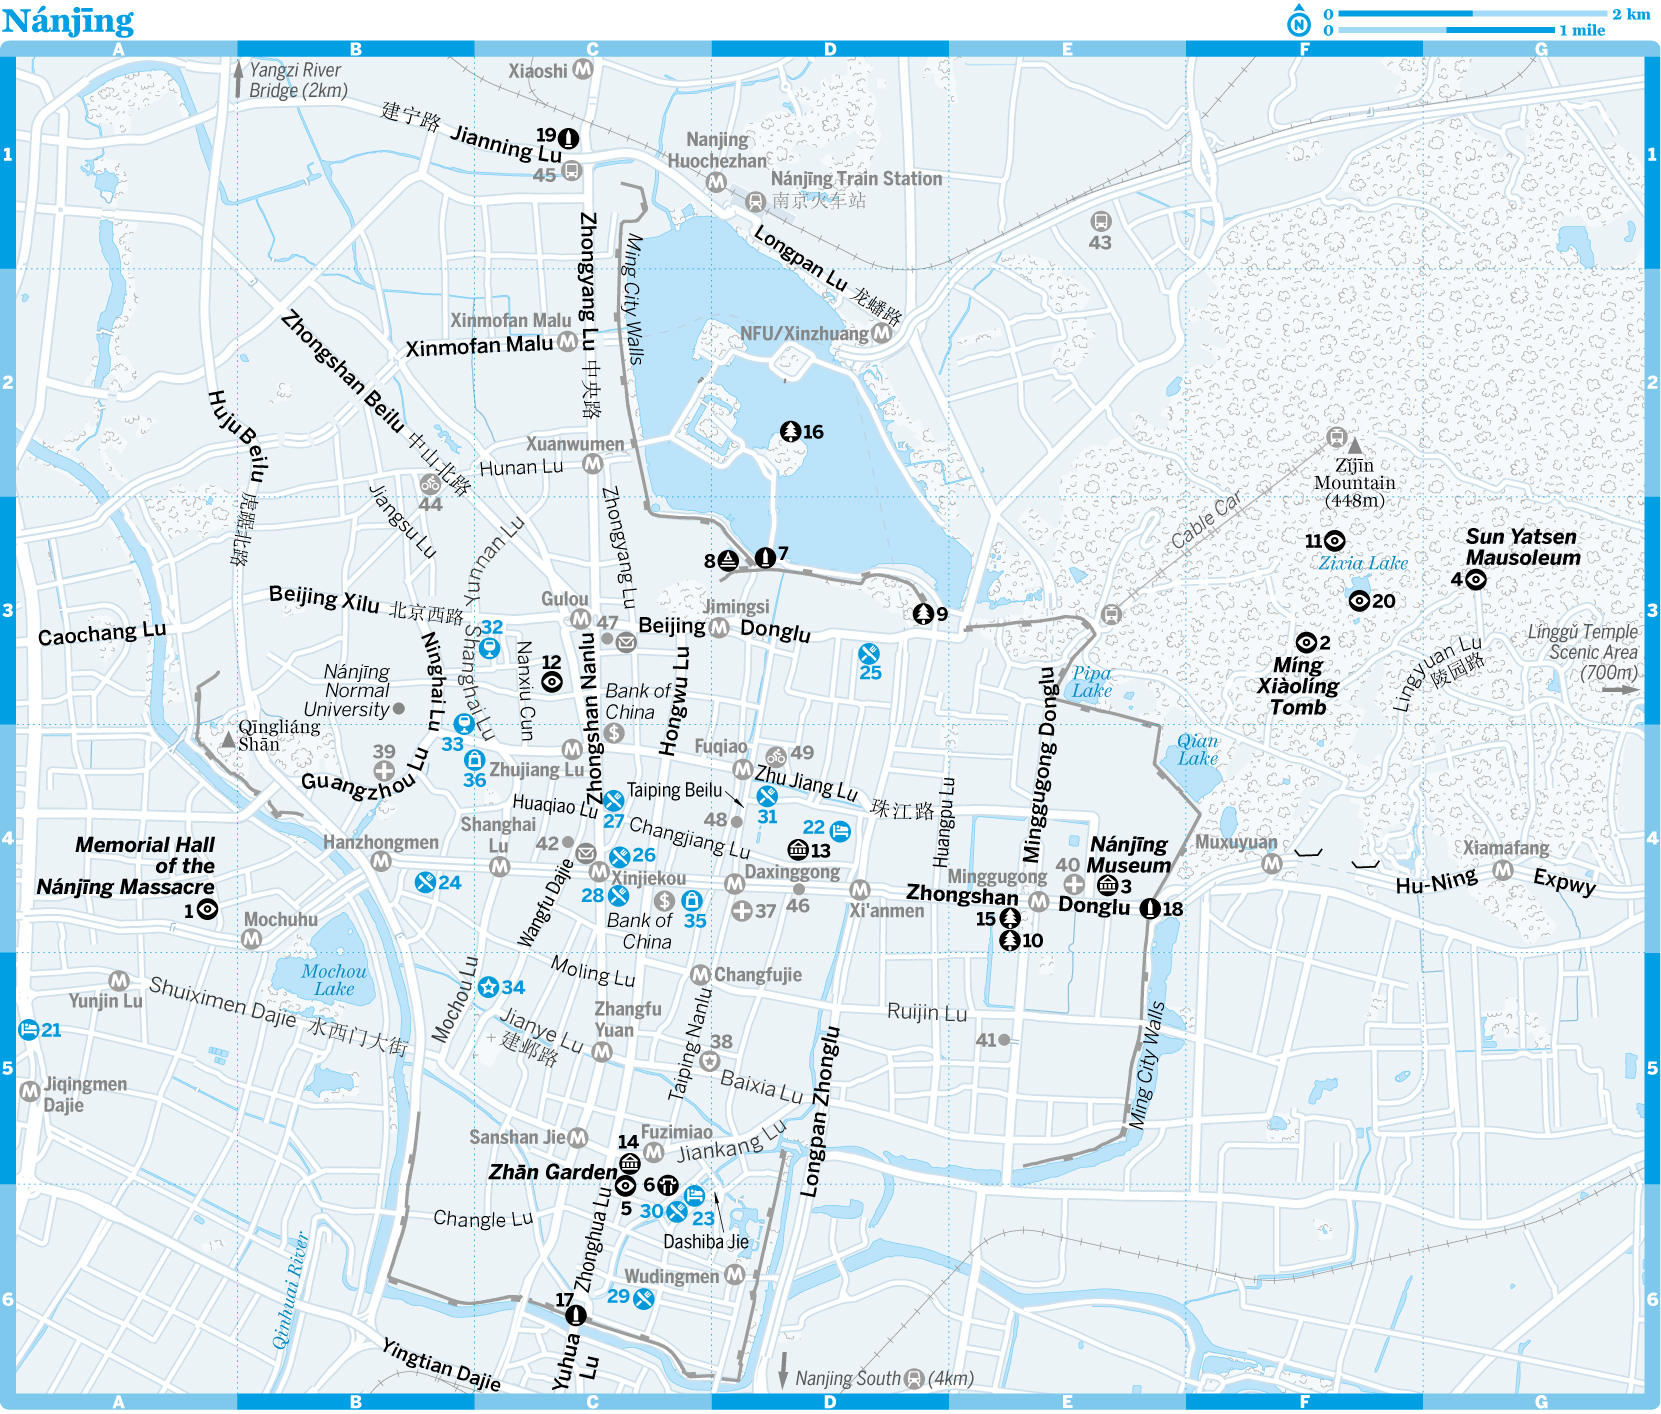 Nánjīng
0 2 km
0 1 mile
A B C D E F G
Yangzi River
Bridge (2km)
Xiaoshi
建宁路 Jianning Lu
19
45
1
1
Nanjing
Huochezhan
Nánjīng Train Station
南京火车站
43
Zhongyang Lu 中央路
Ming City Walls
Longpan Lu 龙蟠路
Xinmofan Malu
Xinmofan Malu
NFU/Xinzhuang
Zhongshan Beilu 中山北路
2
2
Huju Beilu 虎踞北路
16
Xuanwumen
Hunan Lu
44
Jiangsu Lu
Yunnan Lu
Zhongyang Lu
Zǐjīn
Mountain
(448m)
Cable Car
11
Zixia Lake
Sun Yatsen
Mausoleum
4
20
8
7
9
3
3
Beijing Xilu 北京西路
Caochang Lu
Gulou
47
Jimingsi
Beijing Donglu
32
Shanghai Lu
Ninghai Lu
Nanxiu Cun
12
Zhongshan Nanlu
Hongwu Lu
25
Nánjīng
Normal
University
Bank of
China
Pipa
Lake
2
Míng
Xiàolíng
Tomb
Lingyuan Lu
陵园路
Línggǔ Temple
Scenic Area
(700m)
Qīngliáng
Shān
33
39
36
Guangzhou Lu
Zhujiang Lu
Fuqiao
49
Zhu Jiang Lu 珠江路
Minggugong Donglu
Qian
Lake
Huaqiao Lu
Taiping Beilu
27
31
48
22
Huangpu Lu
4
4
Memorial Hall
of the
Nánjīng Massacre
1
Hanzhongmen
Shanghai
Lu
42
Changjiang Lu
13
Nánjīng
Museum
3
Muxuyuan
Xiamafang
24
26
28
Xinjiekou
Daxinggong
Minggugong
40
Hu-Ning Expwy
Wangfu Dajie
35
37
46
Xi'anmen
Zhongshan Donglu
15
18
10
Bank of
China
Mochuhu
Mochou
Lake
Moling Lu
Changfujie
Yunjin Lu
Shuiximen Dajie 水西门大街
Mochou Lu
34
Zhangfu
Yuan
Ruijin Lu
21
Jianye Lu
建邺路
Taiping Nanlu
38
41
Ming City Walls
5
5
Jiqingmen
Dajie
Baixia Lu
Longpan Zhonglu
Sanshan Jie
14
Fuzimiao
Jiankang Lu
Zhān Garden
6
5
30
23
Changle Lu
Zhonghua Lu
Dashiba Jie
Qinhuai River
Wudingmen
29
17
6
6
Yingtian Dajie
Yuhua
Lu
Nanjing South (4km)
A B C D E F G